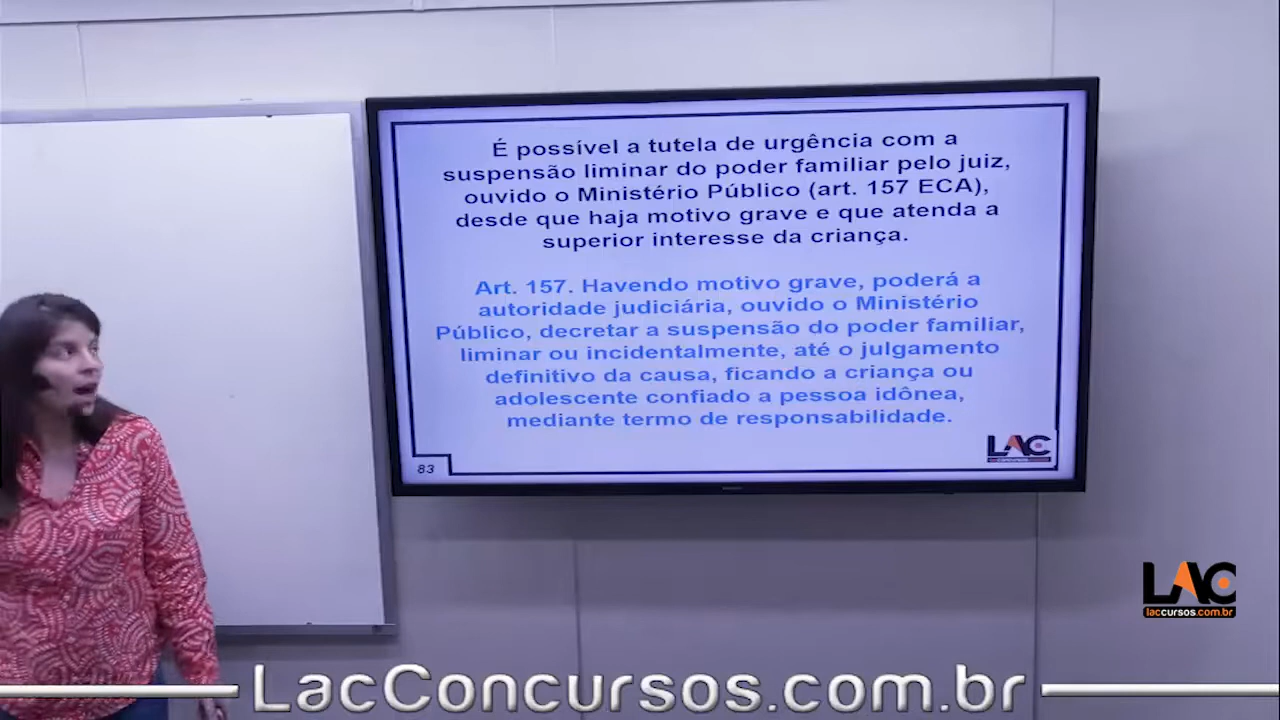 É possível a tutela de urgência com a
suspensão liminar do poder familiar pelo juiz,
ouvido o Ministério Público (art. 157 ECA),
desde que haja motivo grave e que atenda a
superior interesse da criança.
Art. 157. Havendo motivo grave, poderá a
autoridade judiciária, ouvido o Ministério
Público, decretar a suspensão do poder familiar,
liminar ou incidentalmente, até o julgamento
definitivo da causa, ficando a criança ou
adolescente confiado a pessoa idônea,
mediante termo de responsabilidade.
LAC
83
LAC
laccursos.com.br
LacConcursos.com.br